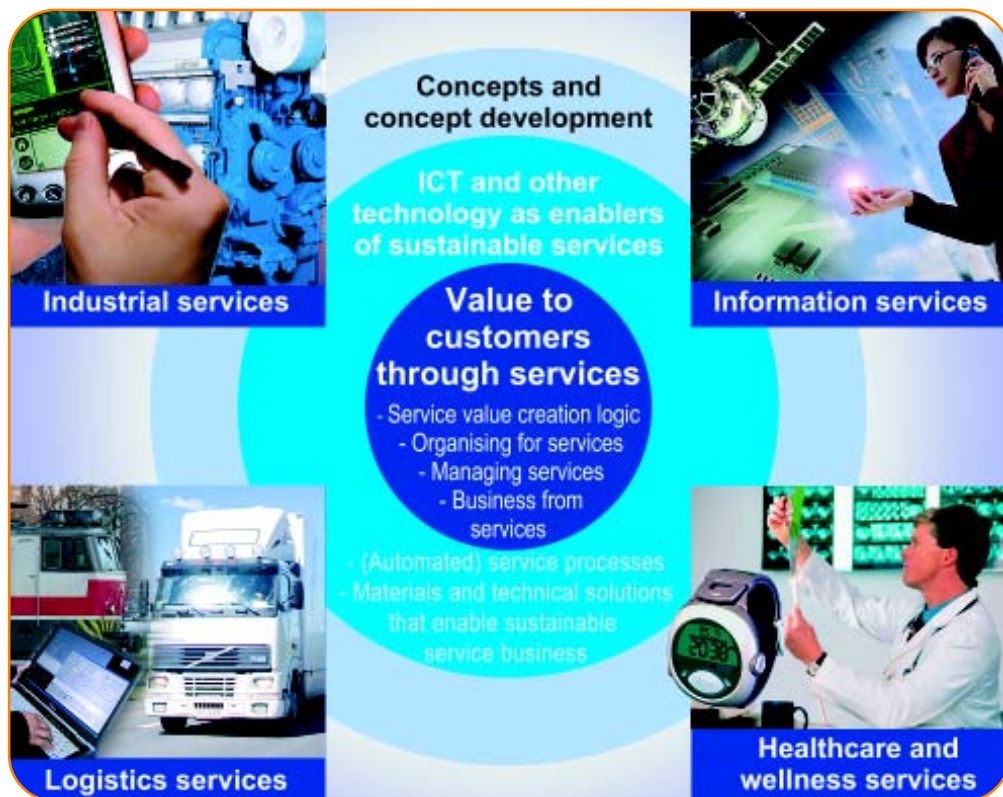 Concepts and
concept development
ICT and other
technology as enablers
of sustainable services
Industrial services
Information services
Value to
customers
through services
- Service value creation logic
- Organising for services
- Managing services
- Business from
services
- (Automated) service processes
- Materials and technical solutions
that enable sustainable
service business
20:38
Logistics services
Healthcare and
wellness services